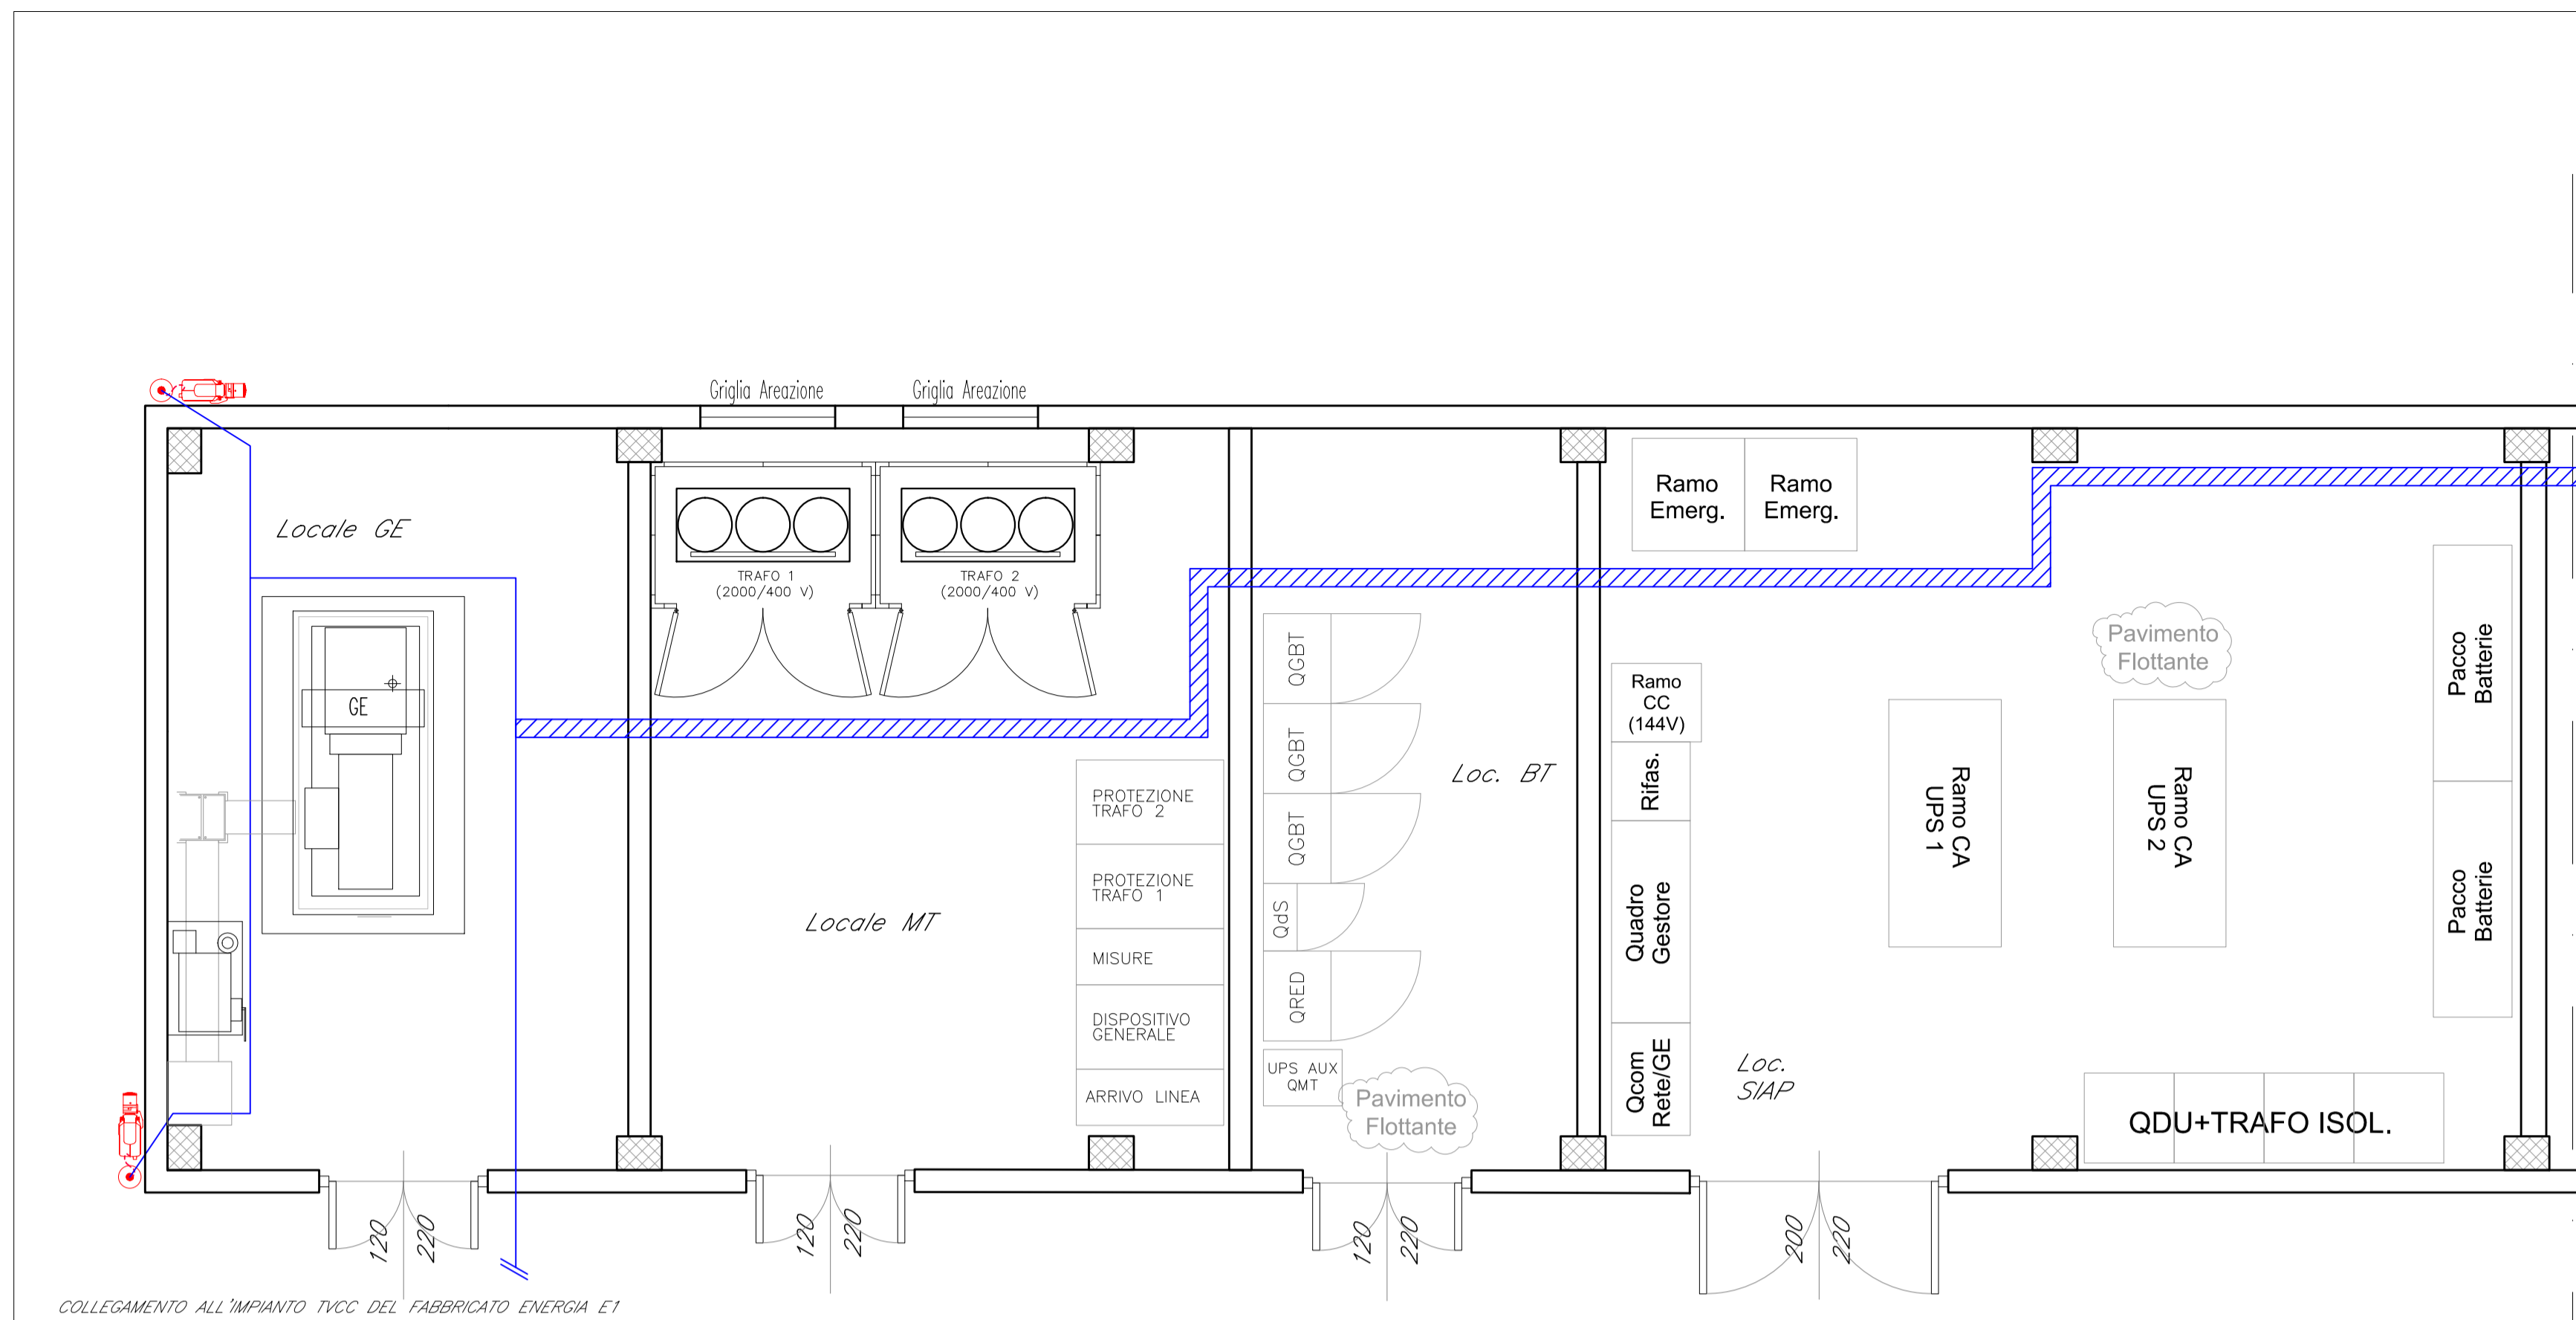 Griglia Areazione
Griglia Areazione
Locale GE
TRAFO 1
(2000/400 V)
TRAFO 2
(2000/400 V)
Ramo
Emerg.
Ramo
Emerg.
GE
QGBT
QGBT
QGBT
QdS
QRED
UPS AUX
QMT
Pavimento
Flottante
Loc. BT
PROTEZIONE
TRAFO 2
PROTEZIONE
TRAFO 1
MISURE
DISPOSITIVO
GENERALE
ARRIVO LINEA
Locale MT
Ramo
CC
(144V)
Rifas.
Quadro
Gestore
Qcom
Rete/GE
Loc.
SIAP
Ramo CA
UPS 1
Ramo CA
UPS 2
Pavimento
Flottante
Pacco
Batterie
Pacco
Batterie
QDU+TRAFO ISOL.
120
220
120
220
120
220
200
220
COLLEGAMENTO ALL'IMPIANTO TVCC DEL FABBRICATO ENERGIA E1